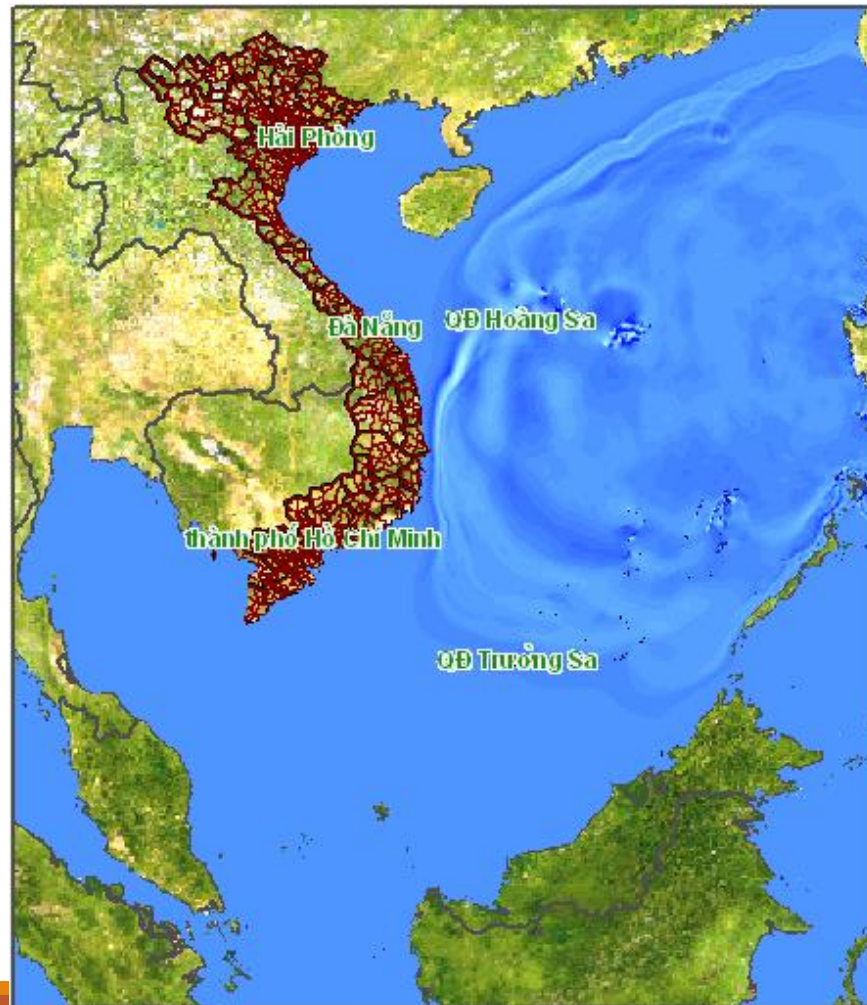 Hải Phòng
Đà Nẵng
QĐ Hoàng Sa
thành phố Hồ Chí Minh
QĐ Trường Sa